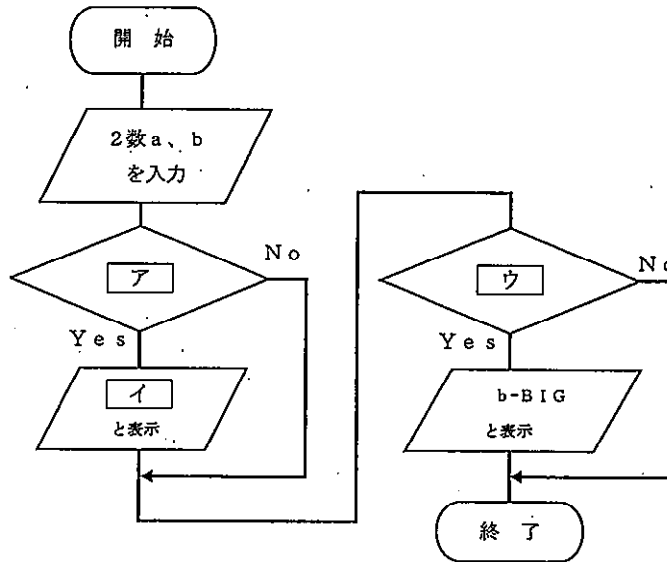 開 始
2数a、b
を入力
ア
No
Yes
イ
と表示
ウ
No
Yes
b-BIG
と表示
終 了